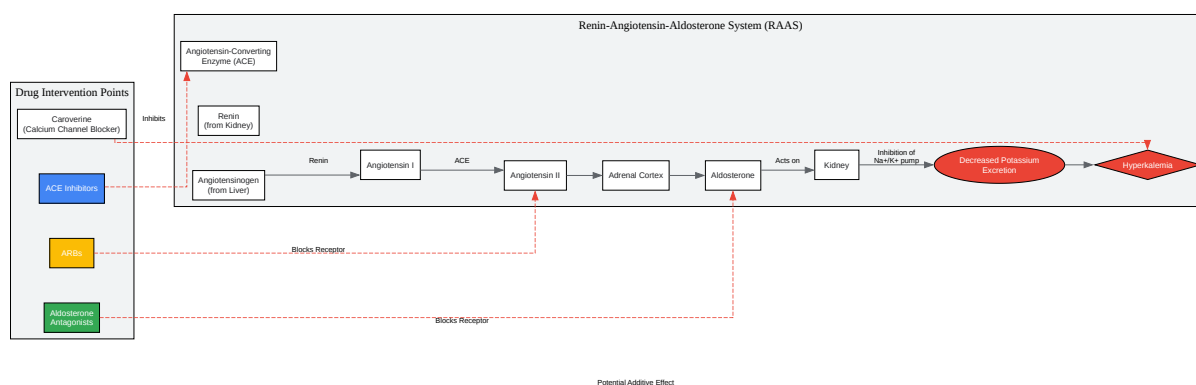 Renin-Angiotensin-Aldosterone System (RAAS)
Angiotensin-Converting
Enzyme (ACE)
Drug Intervention Points
Caroverine
(Calcium Channel Blocker)
Inhibits
Renin
(from Kidney)
Renin
Angiotensin I
ACE
Angiotensinogen
(from Liver)
Angiotensin II
Adrenal Cortex
Aldosterone
Acts on
Kidney
Inhibition of
Na+/K+ pump
Decreased Potassium
Excretion
Hyperkalemia
ACE Inhibitors
ARBs
Blocks Receptor
Aldosterone
Antagonists
Blocks Receptor
Potential Additive Effect